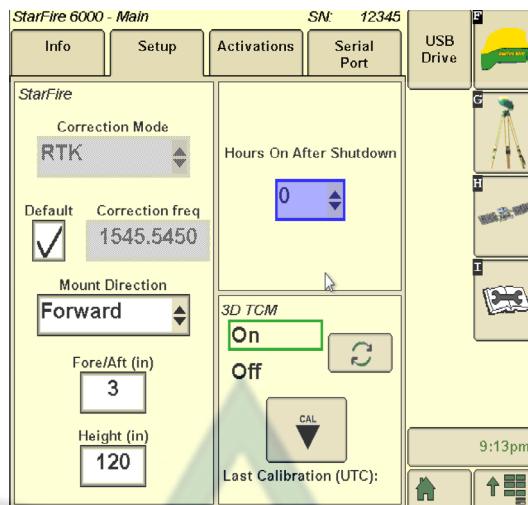 StarFire 6000 - Main
SN: 12345
Info
Setup
Activations
Serial
Port
USB
Drive
F
G
H
I
StarFire
Correction Mode
RTK
Default
Correction freq
1545.5450
Mount Direction
Forward
Fore/Aft (in)
3
Height (in)
120
Hours On After Shutdown
0
3D TCM
On
Off
CAL
Last Calibration (UTC):
9:13pm